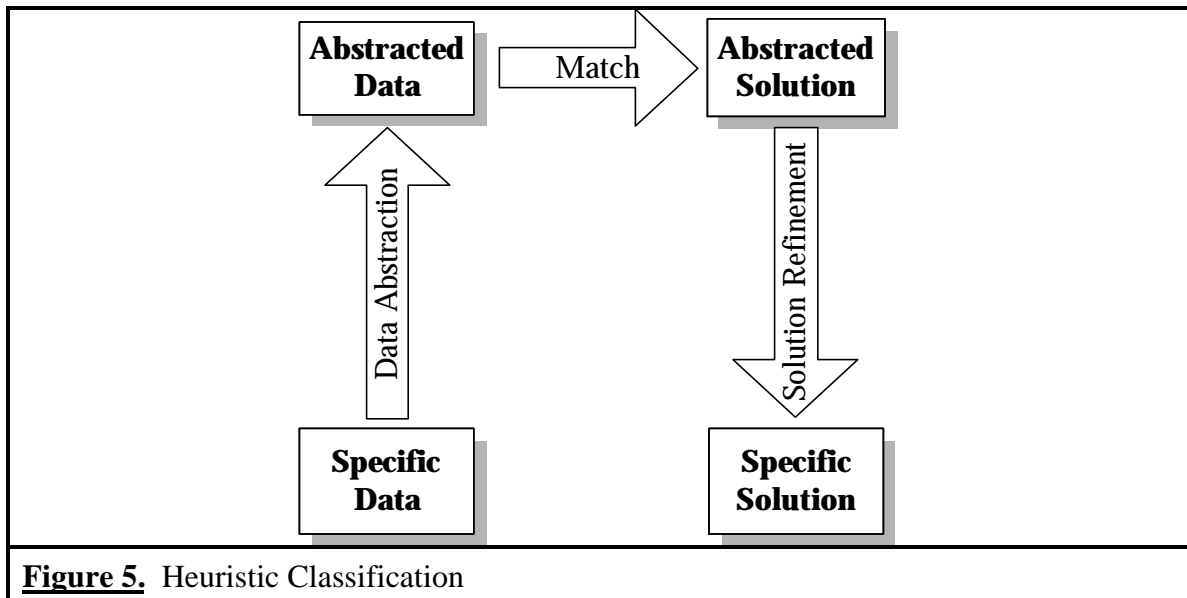 Abstracted
Data
Match
Abstracted
Solution
Data Abstraction
Solution Refinement
Specific
Data
Specific
Solution
Figure 5. Heuristic Classification